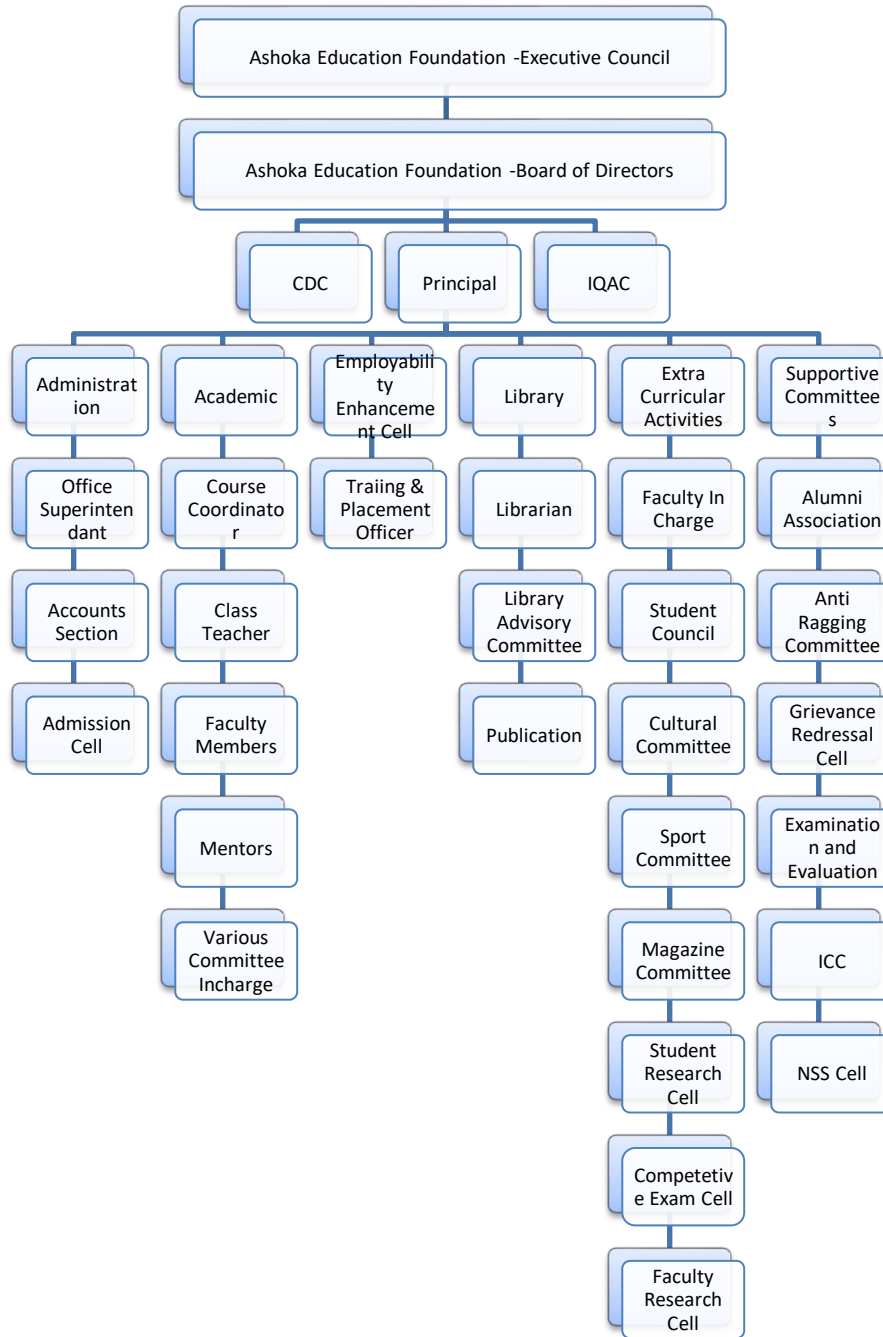 Ashoka Education Foundation -Executive Council
Ashoka Education Foundation -Board of Directors
CDC
Principal
IQAC
Administrat
ion
Academic
Employabili
ty
Enhanceme
nt Cell
Library
Extra
Curricular
Activities
Supportive
Committee
s
Office
Superinten
dant
Course
Coordinato
r
Traiing &
Placement
Officer
Librarian
Faculty In
Charge
Alumni
Association
Accounts
Section
Class
Teacher
Library
Advisory
Committee
Student
Council
Anti
Ragging
Committee
Admission
Cell
Faculty
Members
Publication
Cultural
Committee
Grievance
Redressal
Cell
Mentors
Sport
Committee
Examinatio
n and
Evaluation
Various
Committee
Incharge
Magazine
Committee
ICC
Student
Research
Cell
NSS Cell
Competetiv
e Exam Cell
Faculty
Research
Cell